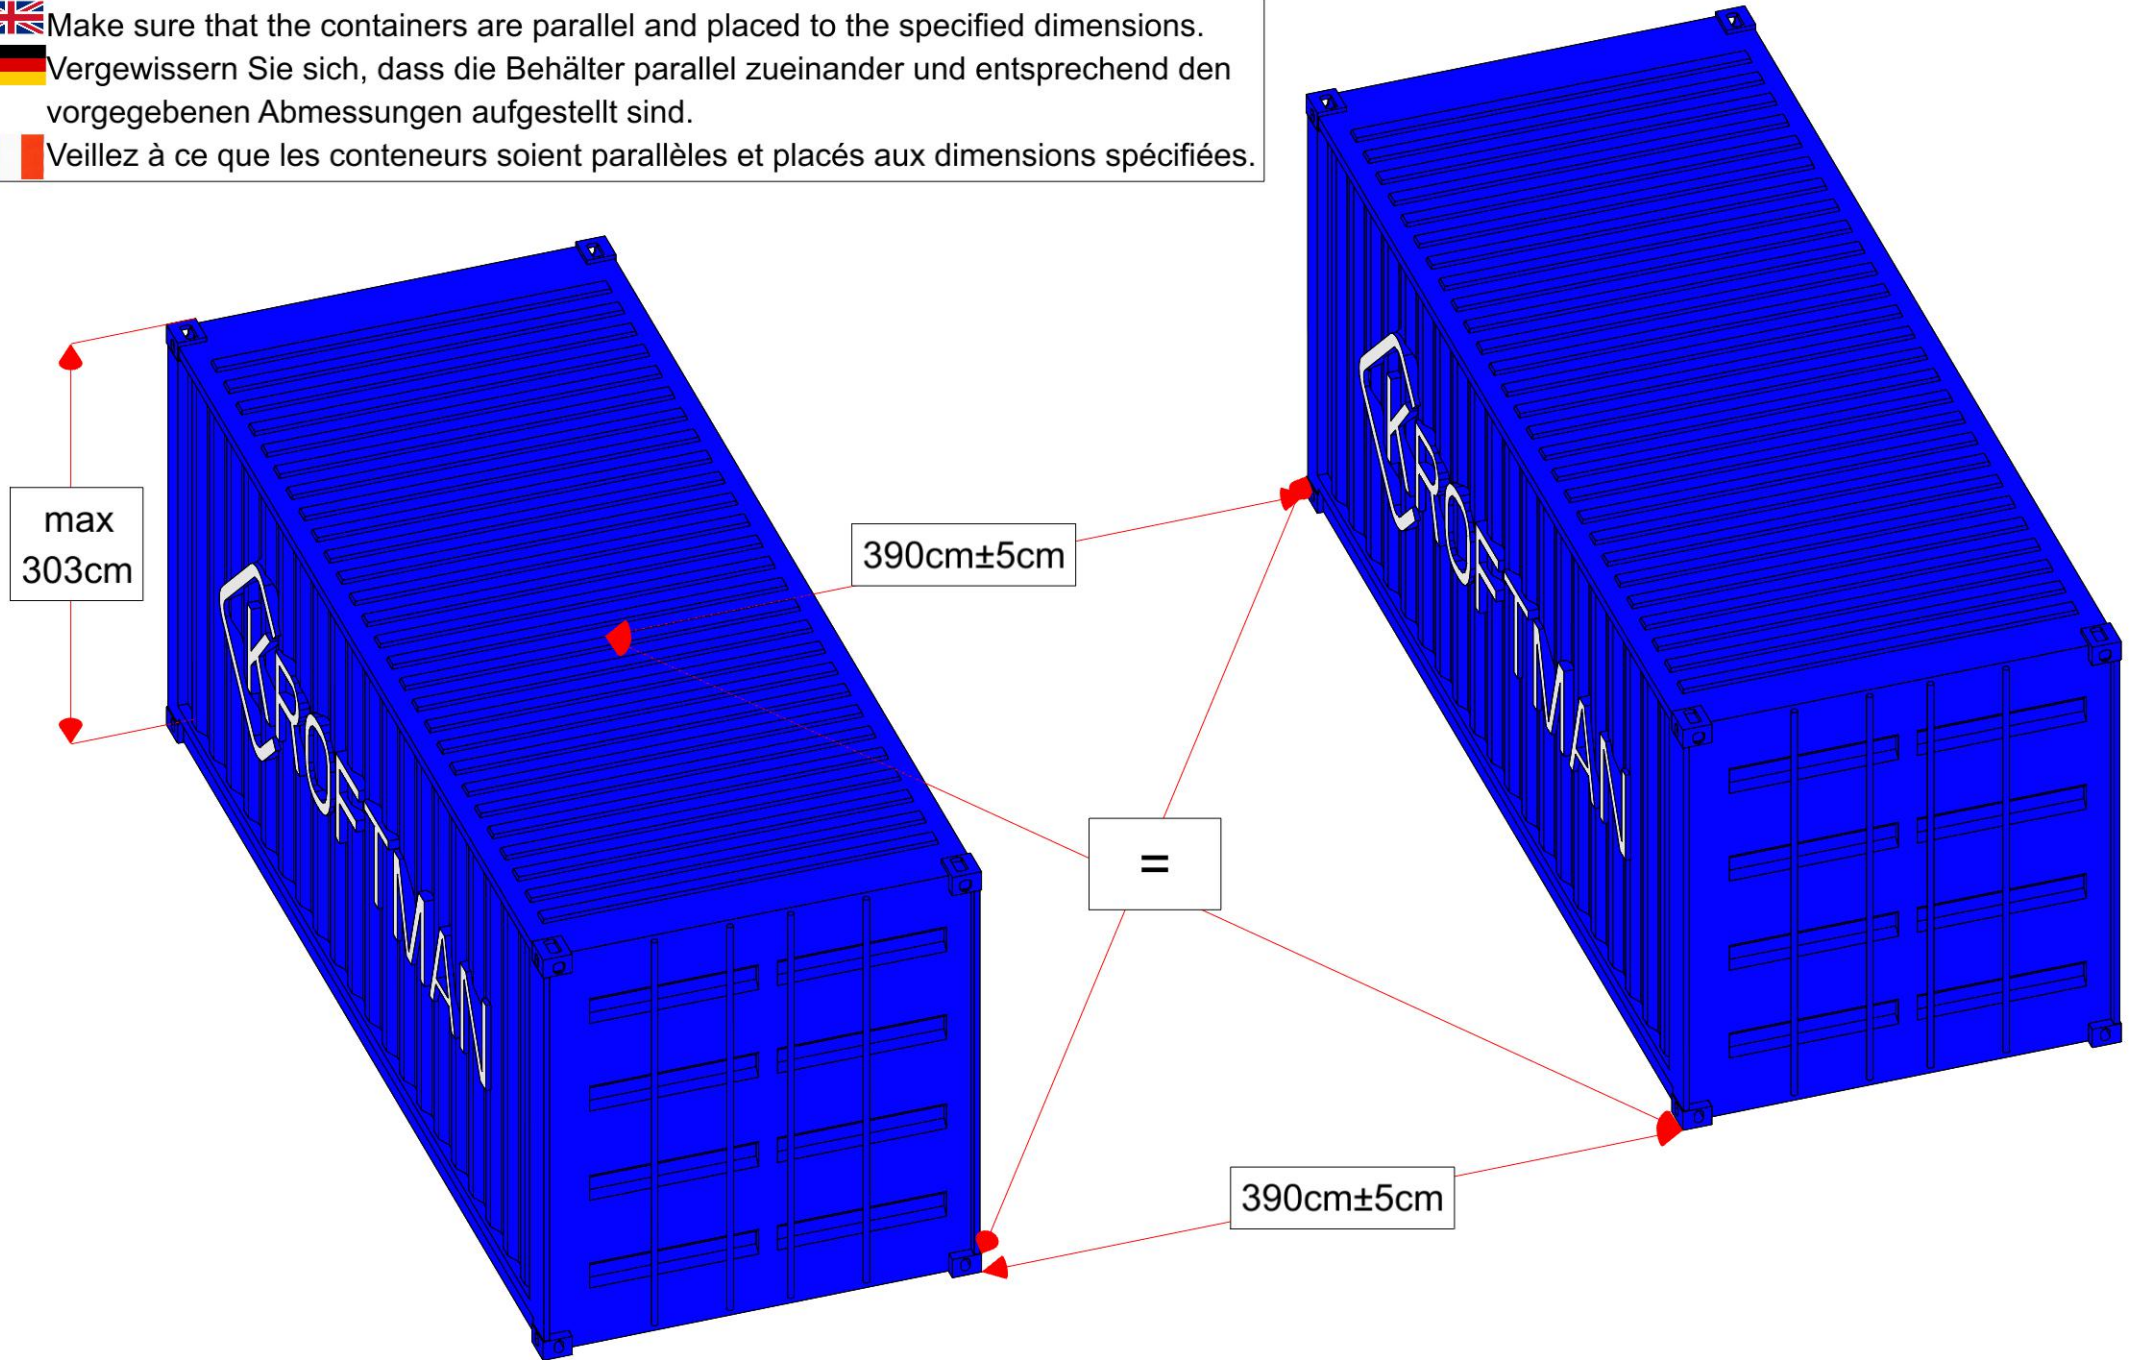 Make sure that the containers are parallel and placed to the specified dimensions.
Vergewissern Sie sich, dass die Behälter parallel zueinander und entsprechend den
vorgegebenen Abmessungen aufgestellt sind.
Veillez à ce que les conteneurs soient parallèles et placés aux dimensions spécifiées.
max
303cm
390cm±5cm
=
390cm±5cm
KROFTMAN
KROFTMAN